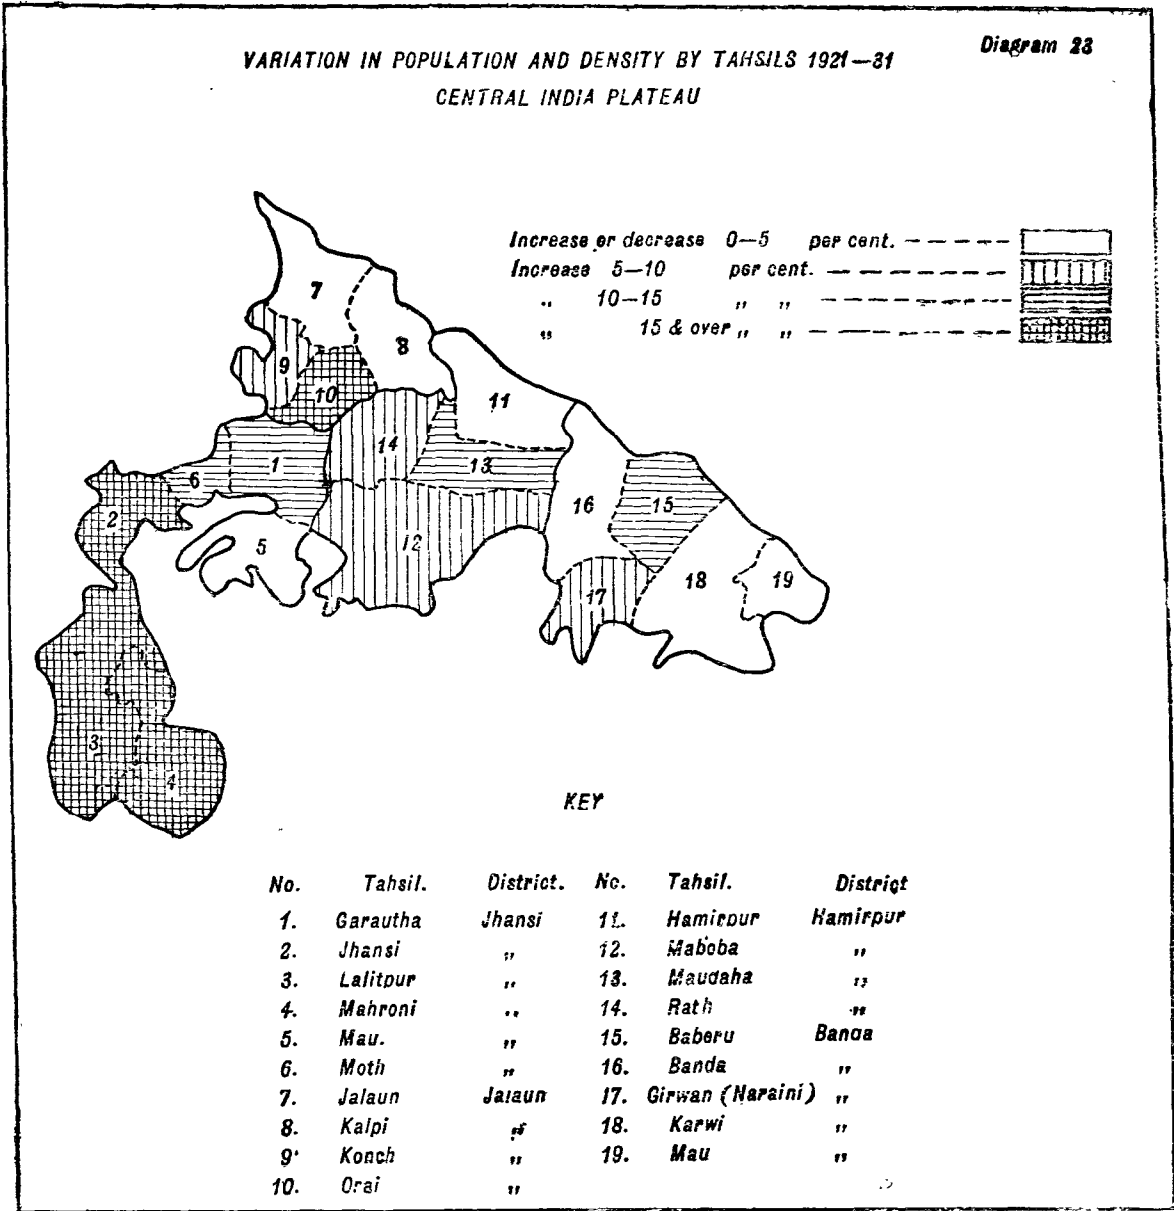 Diagram 23
VARIATION IN POPULATION AND DENSITY BY TAHSILS 1921—31
CENTRAL INDIA PLATEAU
Increase or decrease 0—5 per cent.
Increase 5—10 per cent.
„ 10—15 „ „
„ 15 & over „ „
7
8
9
10
11
14
13
1
6
2
5
12
16
15
17
18
19
3
4
KEY
No. Tahsil. District. No. Tahsil. District
1. Garautha Jhansi 11. Hamirpur Hamirpur
2. Jhansi „ 12. Maboba „
3. Lalitpur „ 13. Maudaha „
4. Mahroni „ 14. Rath „
5. Mau. „ 15. Baberu Banda
6. Moth „ 16. Banda „
7. Jalaun Jalaun 17. Girwan (Naraini) „
8. Kalpi „ 18. Karwi „
9. Konch „ 19. Mau „
10. Orai „